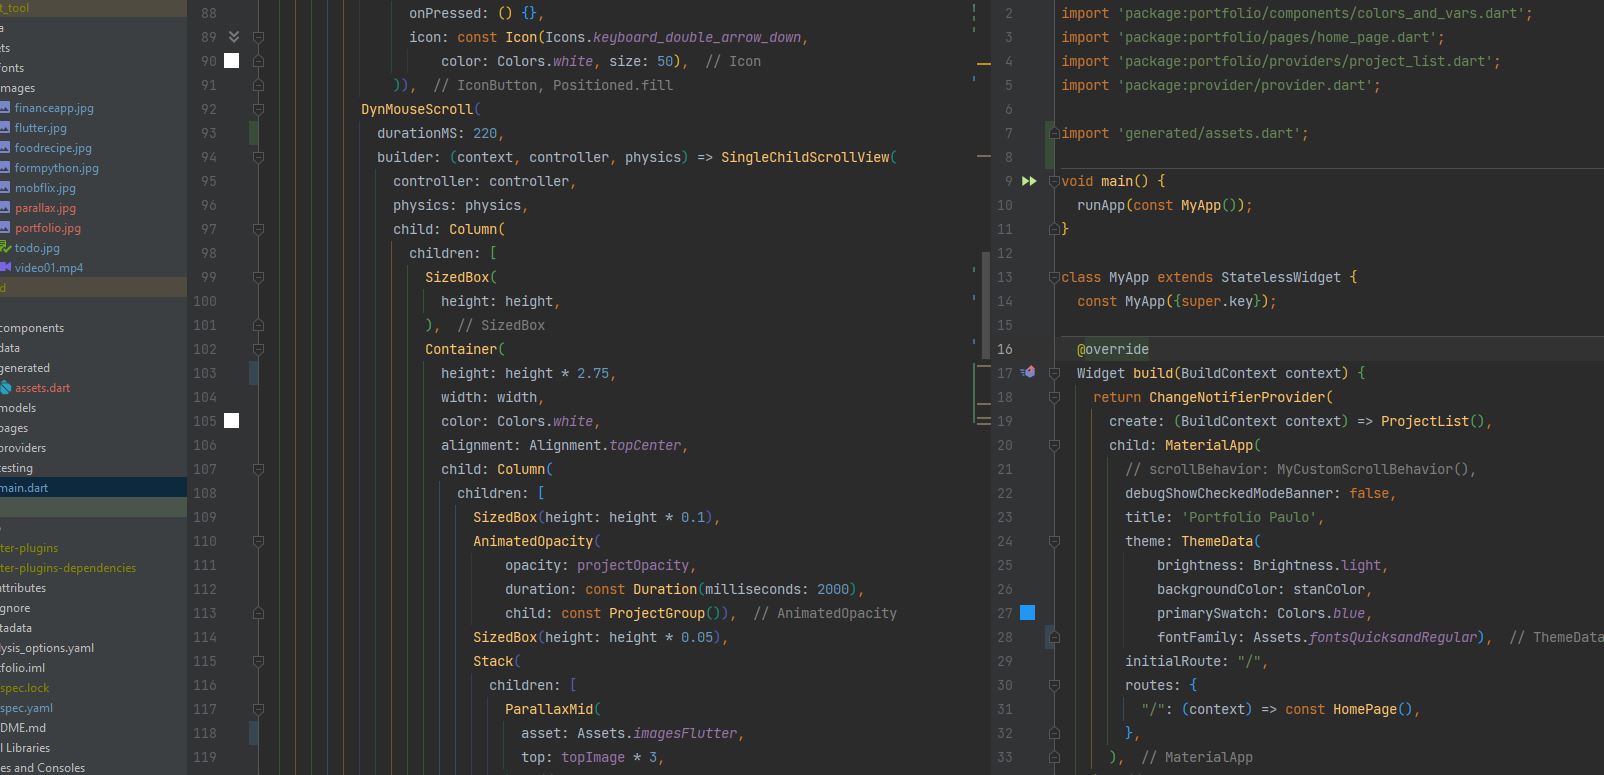 t_tool
a
ets
fonts
images
financeapp.jpg
flutter.jpg
foodrecipe.jpg
formpython.jpg
mobflix.jpg
parallax.jpg
portfolio.jpg
todo.jpg
video01.mp4
d
components
data
generated
assets.dart
models
pages
providers
testing
main.dart
ter-plugins
ter-plugins-dependencies
attributes
gnore
tadata
lysis_options.yaml
tfolio.iml
spec.lock
spec.yaml
DME.md
l Libraries
es and Consoles
88 onPressed: () {},
89 icon: const Icon(Icons.keyboard_double_arrow_down,
90 color: Colors.white, size: 50), // Icon
91 )), // IconButton, Positioned.fill
92 DynMouseScroll(
93 durationMS: 220,
94 builder: (context, controller, physics) => SingleChildScrollView(
95 controller: controller,
96 physics: physics,
97 child: Column(
98 children: [
99 SizedBox(
100 height: height,
101 ), // SizedBox
102 Container(
103 height: height * 2.75,
104 width: width,
105 color: Colors.white,
106 alignment: Alignment.topCenter,
107 child: Column(
108 children: [
109 SizedBox(height: height * 0.1),
110 AnimatedOpacity(
111 opacity: projectOpacity,
112 duration: const Duration(milliseconds: 2000),
113 child: const ProjectGroup()), // AnimatedOpacity
114 SizedBox(height: height * 0.05),
115 Stack(
116 children: [
117 ParallaxMid(
118 asset: Assets.imagesFlutter,
119 top: topImage * 3,
2 import 'package:portfolio/components/colors_and_vars.dart';
3 import 'package:portfolio/pages/home_page.dart';
4 import 'package:portfolio/providers/project_list.dart';
5 import 'package:provider/provider.dart';
6
7 import 'generated/assets.dart';
8
9 void main() {
10 runApp(const MyApp());
11 }
12
13 class MyApp extends StatelessWidget {
14 const MyApp({super.key});
15
16 @override
17 Widget build(BuildContext context) {
18 return ChangeNotifierProvider(
19 create: (BuildContext context) => ProjectList(),
20 child: MaterialApp(
21 // scrollBehavior: MyCustomScrollBehavior(),
22 debugShowCheckedModeBanner: false,
23 title: 'Portfolio Paulo',
24 theme: ThemeData(
25 brightness: Brightness.light,
26 backgroundColor: stanColor,
27 primarySwatch: Colors.blue,
28 fontFamily: Assets.fontsQuicksandRegular), // ThemeData
29 initialRoute: "/",
30 routes: {
31 "/": (context) => const HomePage(),
32 },
33 ), // MaterialApp